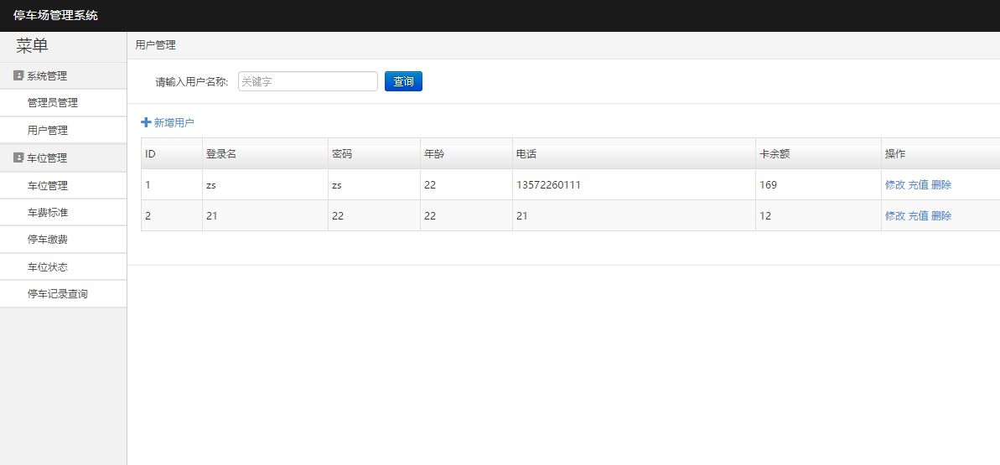 停车场管理系统
菜单
系统管理
管理员管理
用户管理
车位管理
车位管理
车费标准
停车缴费
车位状态
停车记录查询
用户管理
请输入用户名称: 关键字 查询
新增用户
ID 登录名 密码 年龄 电话 卡余额 操作
1 zs zs 22 13572260111 169 修改 充值 删除
2 21 22 22 21 12 修改 充值 删除